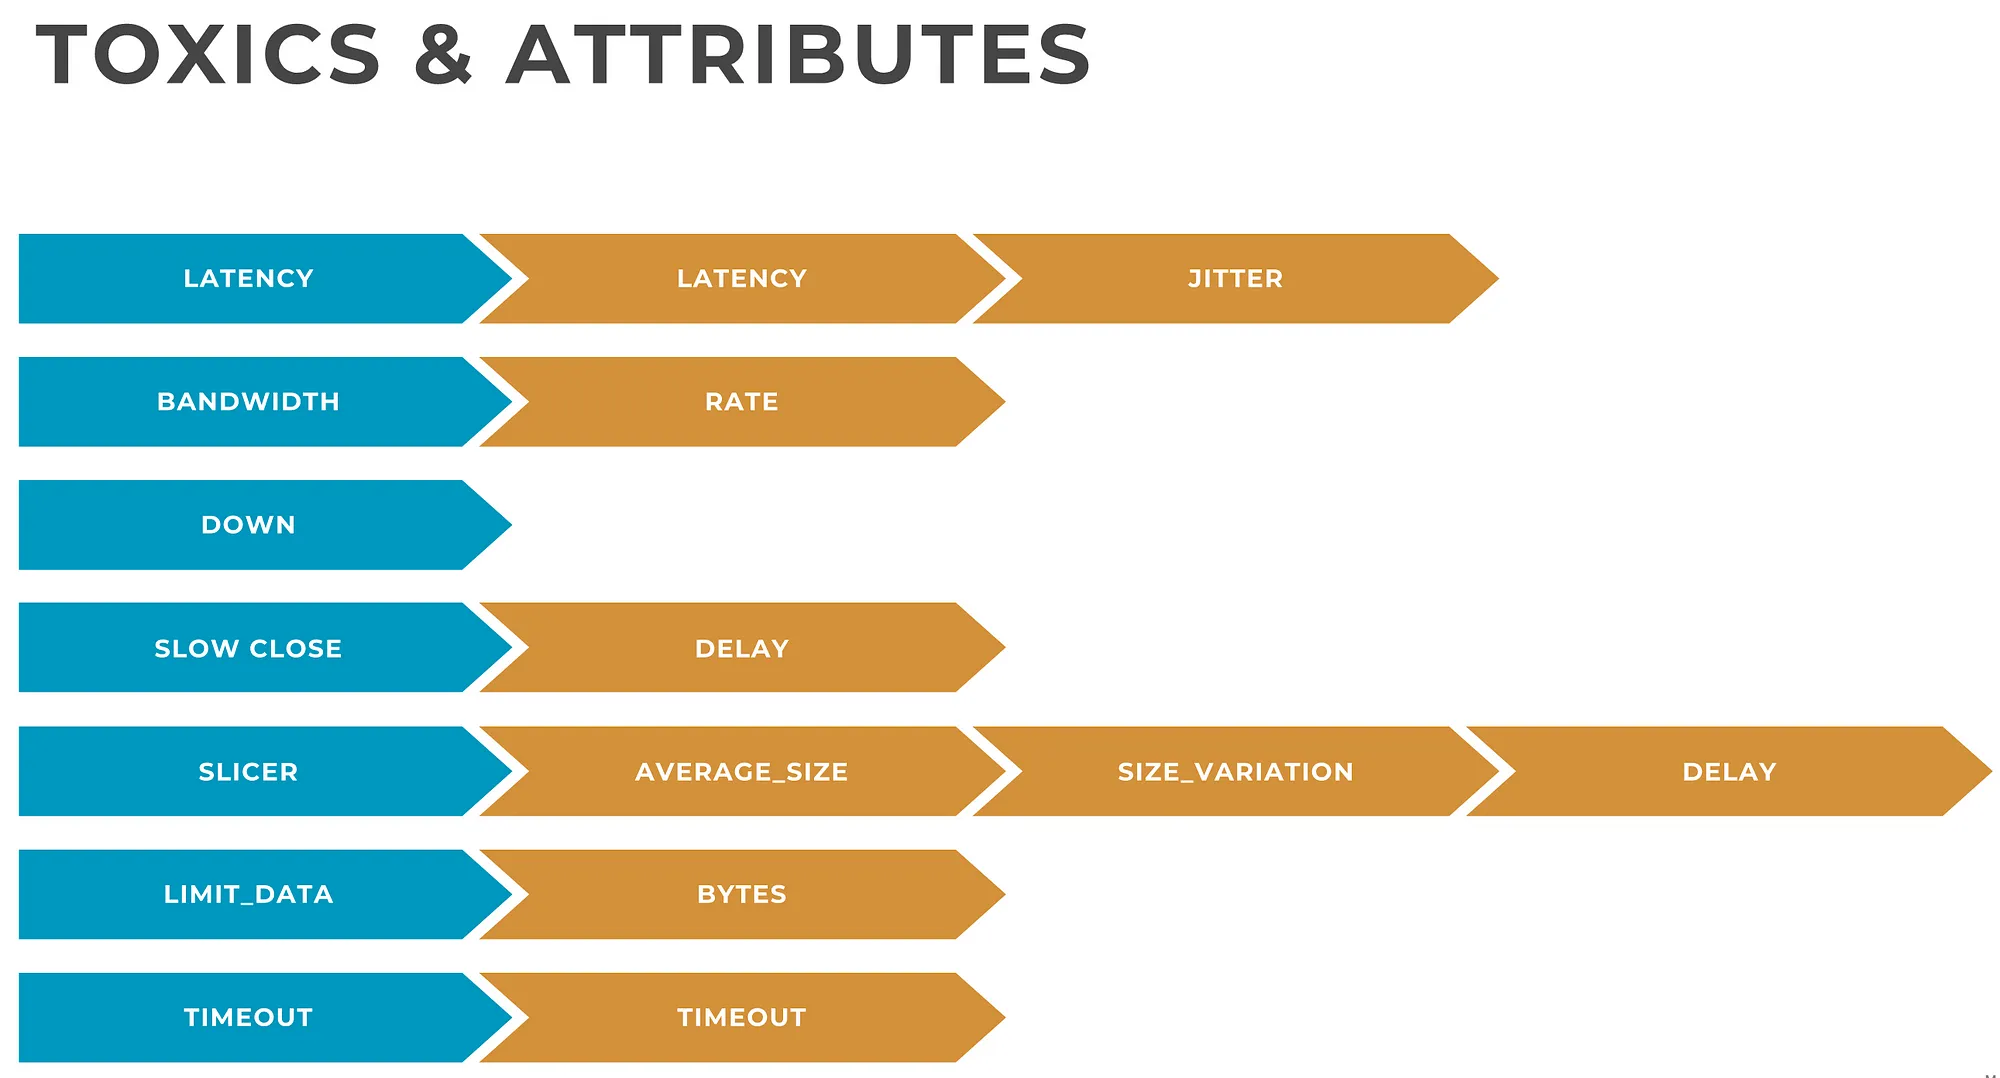 TOXICS & ATTRIBUTES
LATENCY LATENCY JITTER
BANDWIDTH RATE
DOWN
SLOW CLOSE DELAY
SLICER AVERAGE_SIZE SIZE_VARIATION DELAY
LIMIT_DATA BYTES
TIMEOUT TIMEOUT